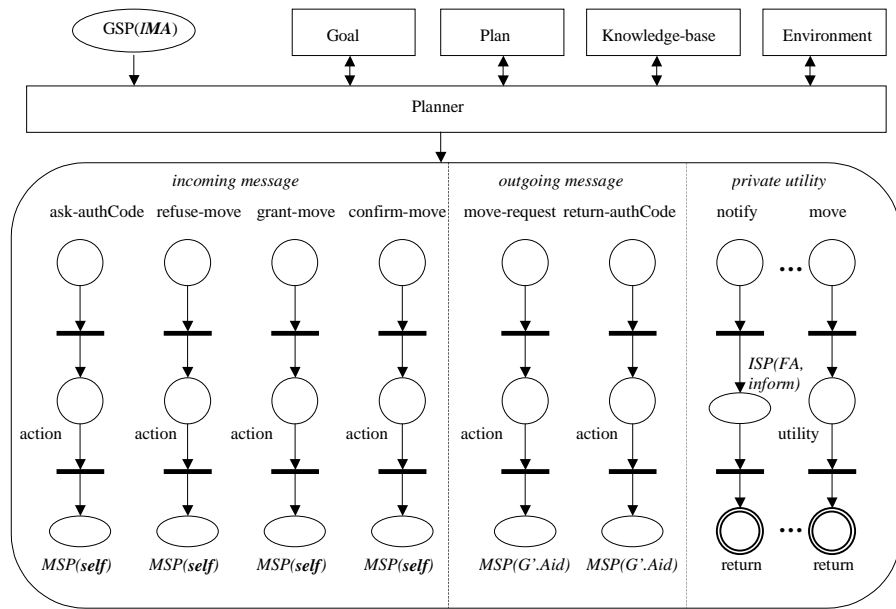 GSP(IMA)
Goal
Plan
Knowledge-base
Environment
Planner
incoming message
outgoing message
private utility
ask-authCode
refuse-move
grant-move
confirm-move
move-request
return-authCode
notify
move
...
ISP(FA,
inform)
action
action
action
action
action
action
utility
...
MSP(self)
MSP(self)
MSP(self)
MSP(self)
MSP(G'.Aid)
MSP(G'.Aid)
return
return